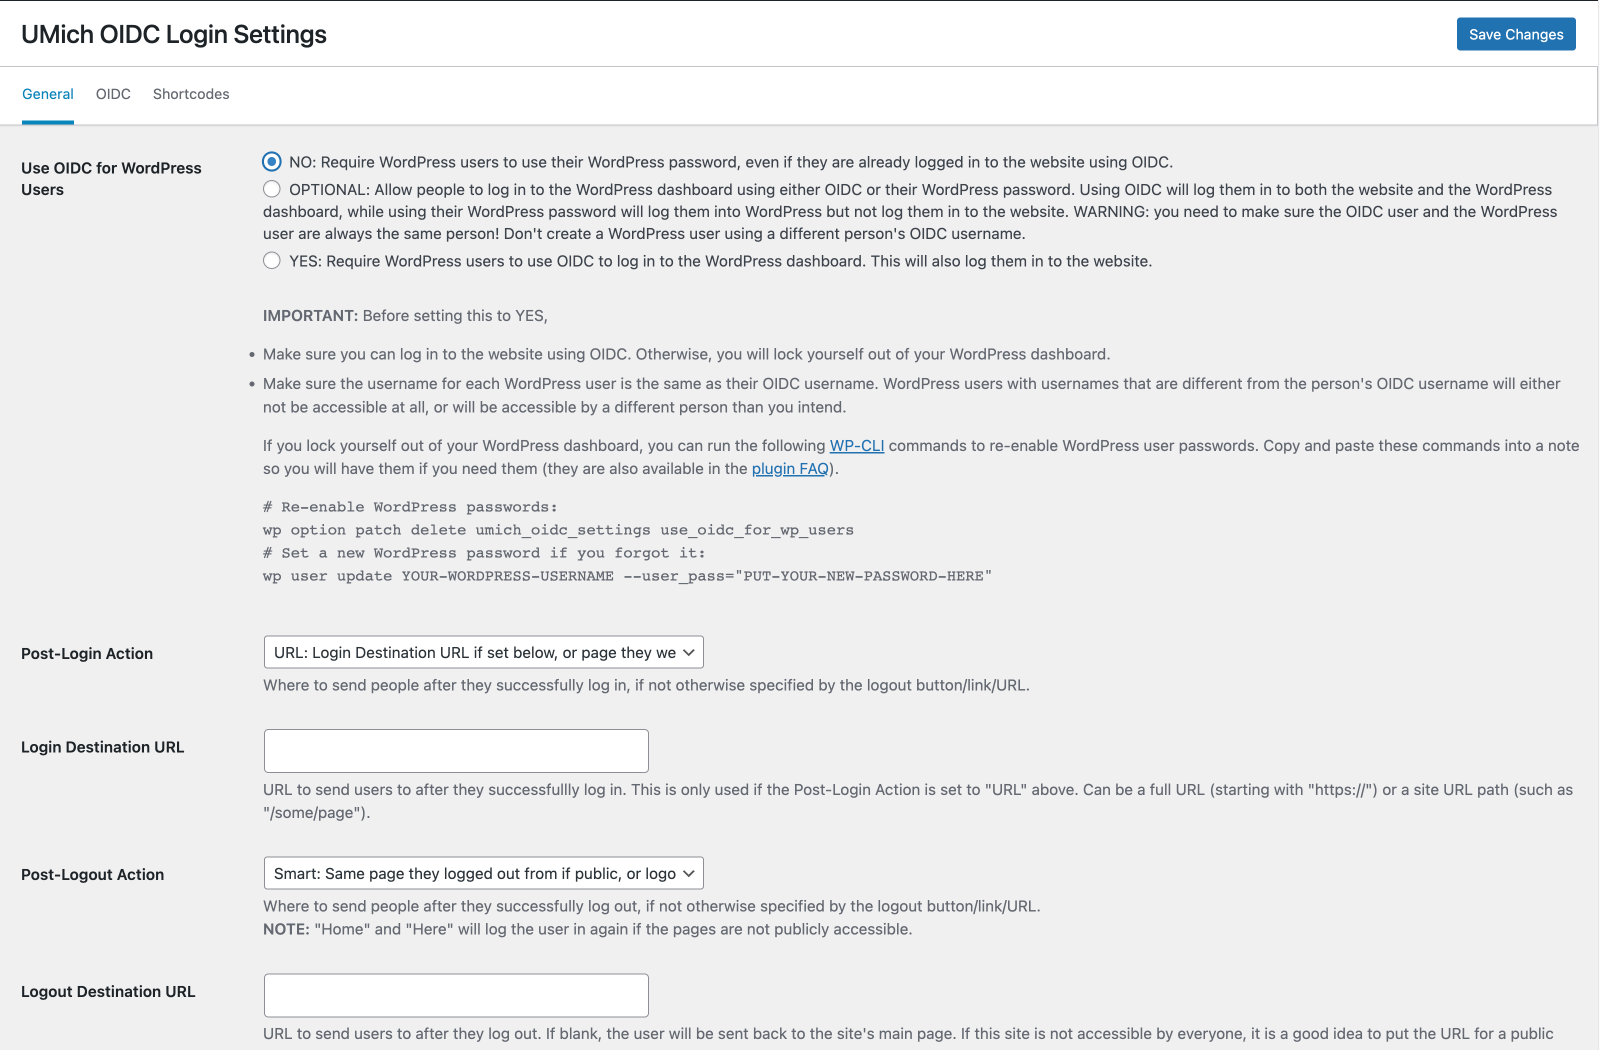 UMich OIDC Login Settings
Save Changes
General OIDC Shortcodes
Use OIDC for WordPress
Users
NO: Require WordPress users to use their WordPress password, even if they are already logged in to the website using OIDC.
OPTIONAL: Allow people to log in to the WordPress dashboard using either OIDC or their WordPress password. Using OIDC will log them in to both the website and the WordPress
dashboard, while using their WordPress password will log them into WordPress but not log them in to the website. WARNING: you need to make sure the OIDC user and the WordPress
user are always the same person! Don't create a WordPress user using a different person's OIDC username.
YES: Require WordPress users to use OIDC to log in to the WordPress dashboard. This will also log them in to the website.
IMPORTANT: Before setting this to YES,
• Make sure you can log in to the website using OIDC. Otherwise, you will lock yourself out of your WordPress dashboard.
• Make sure the username for each WordPress user is the same as their OIDC username. WordPress users with usernames that are different from the person's OIDC username will either
not be accessible at all, or will be accessible by a different person than you intend.
If you lock yourself out of your WordPress dashboard, you can run the following WP-CLI commands to re-enable WordPress user passwords. Copy and paste these commands into a note
so you will have them if you need them (they are also available in the plugin FAQ).
# Re-enable WordPress passwords:
wp option patch delete umich_oidc_settings use_oidc_for_wp_users
# Set a new WordPress password if you forgot it:
wp user update YOUR-WORDPRESS-USERNAME --user_pass="PUT-YOUR-NEW-PASSWORD-HERE"
Post-Login Action
URL: Login Destination URL if set below, or page they we
Where to send people after they successfully log in, if not otherwise specified by the logout button/link/URL.
Login Destination URL
URL to send users to after they successfullly log in. This is only used if the Post-Login Action is set to "URL" above. Can be a full URL (starting with "https://") or a site URL path (such as
"/some/page").
Post-Logout Action
Smart: Same page they logged out from if public, or logo
Where to send people after they successfully log out, if not otherwise specified by the logout button/link/URL.
NOTE: "Home" and "Here" will log the user in again if the pages are not publicly accessible.
Logout Destination URL
URL to send users to after they log out. If blank, the user will be sent back to the site's main page. If this site is not accessible by everyone, it is a good idea to put the URL for a public